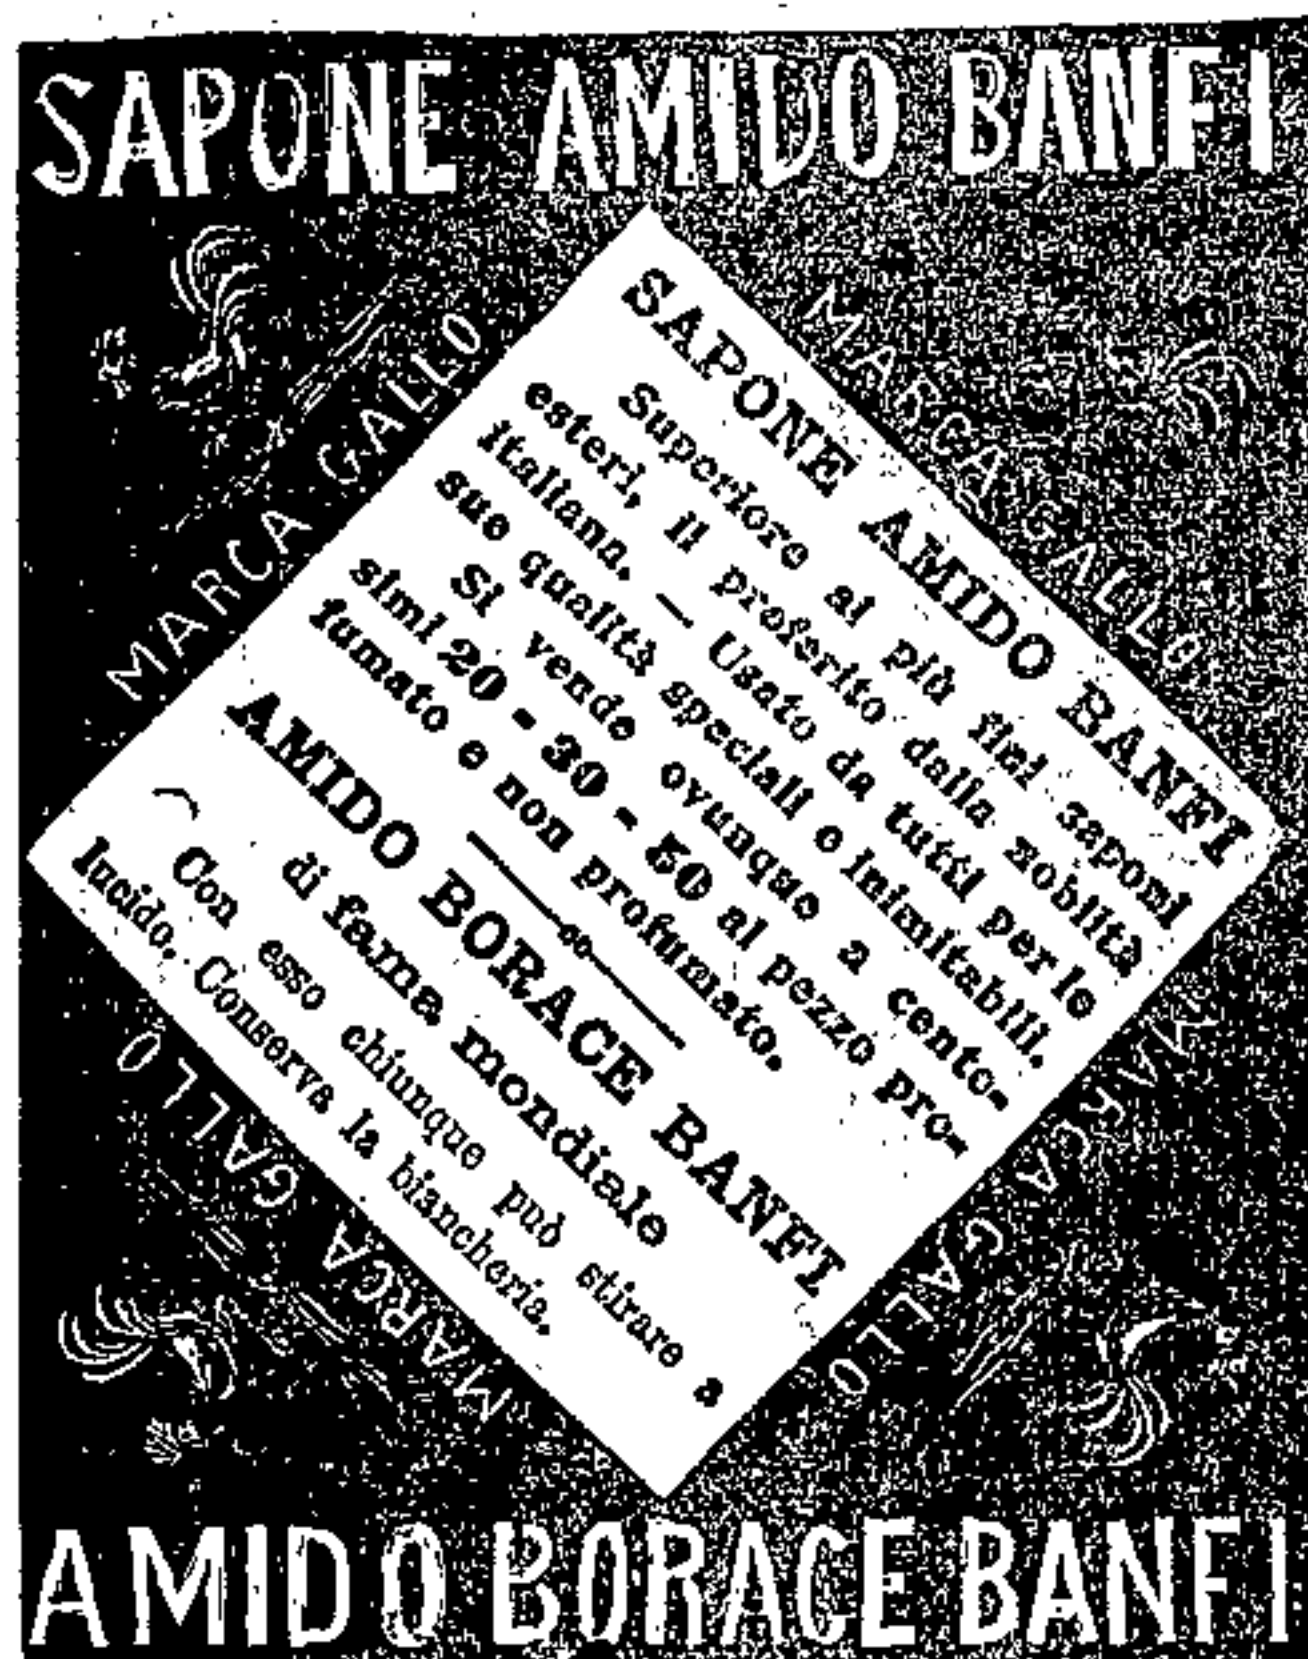 SAPONE AMIDO BANFI
MARCA GALLO
MARCA GALLO
SAPONE AMIDO BANFI
Superiore ai più fini saponi
esteri, il preferito dalla nobiltà
italiana. — Usato da tutti per le
sue qualità speciali e inimitabili.
Si vende ovunque a cento-
simi 20 - 30 - 50 al pezzo pro-
fumato e non profumato.
AMIDO BORACE BANFI
di fama mondiale
Con esso chiunque può stirare a
lucido. Conserva la biancheria.
MARCA GALLO
MARCA GALLO
AMIDO BORACE BANFI